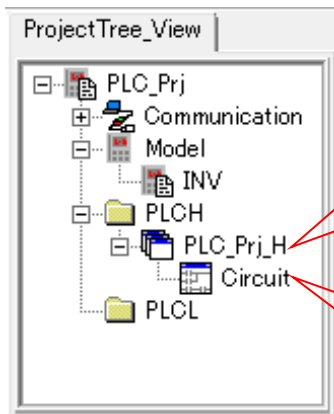 ProjectTree_View
PLC_Prj
Communication
Model
INV
PLCH
PLC_Prj_H
Circuit
PLCL